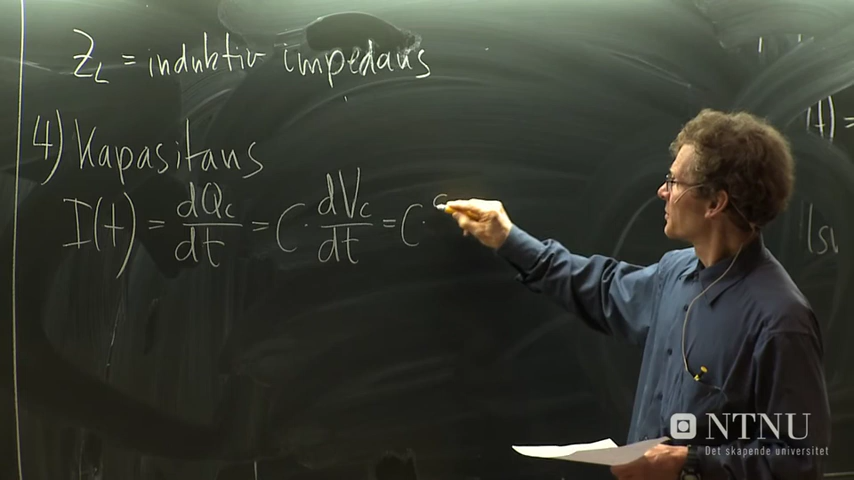 Z_L = induktiv impedans
4) Kapasitans
I(t) = dQ_c/dt = C · dV_c/dt = C ·
NTNU
Det skapende universitet